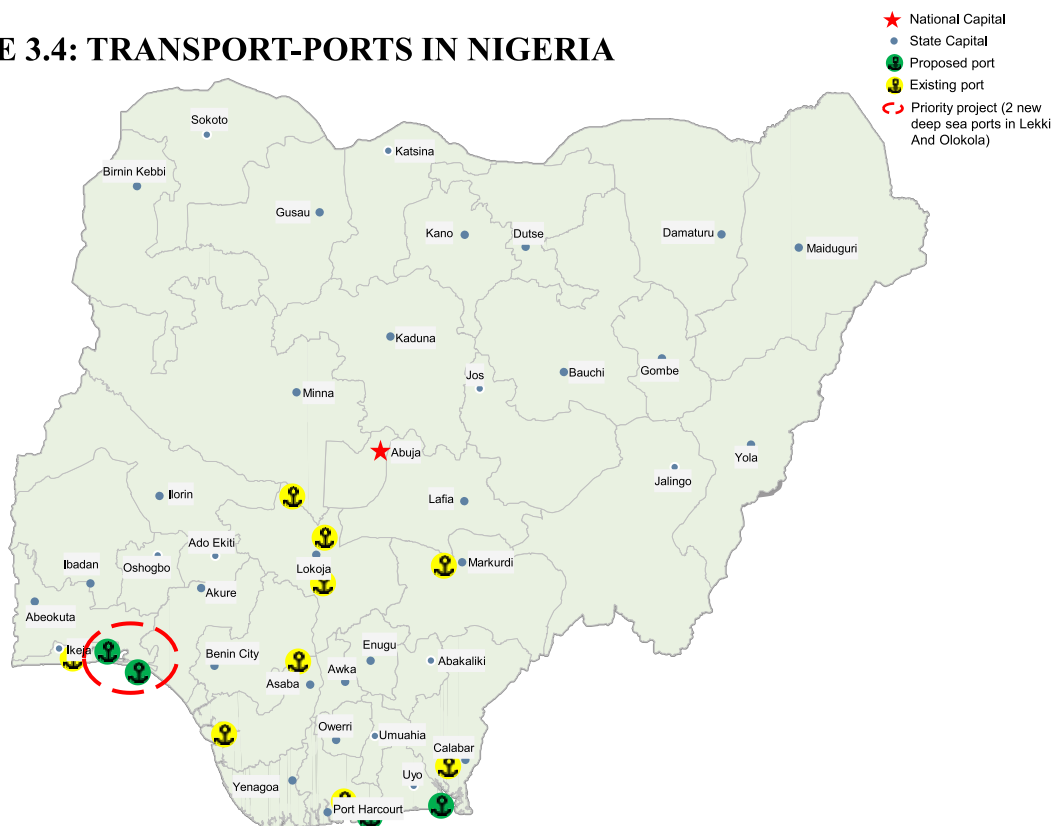 E 3.4: TRANSPORT-PORTS IN NIGERIA
National Capital
State Capital
Proposed port
Existing port
Priority project (2 new
deep sea ports in Lekki
And Olokola)
Sokoto
Katsina
Birnin Kebbi
Gusau
Kano
Dutse
Damaturu
Maiduguri
Kaduna
Jos
Bauchi
Gombe
Minna
Abuja
Yola
Jalingo
Ilorin
Lafia
Ado Ekiti
Ibadan
Oshogbo
Lokoja
Markurdi
Akure
Abeokuta
Ikeja
Benin City
Enugu
Abakaliki
Awka
Asaba
Owerri
Umuahia
Calabar
Uyo
Yenagoa
Port Harcourt